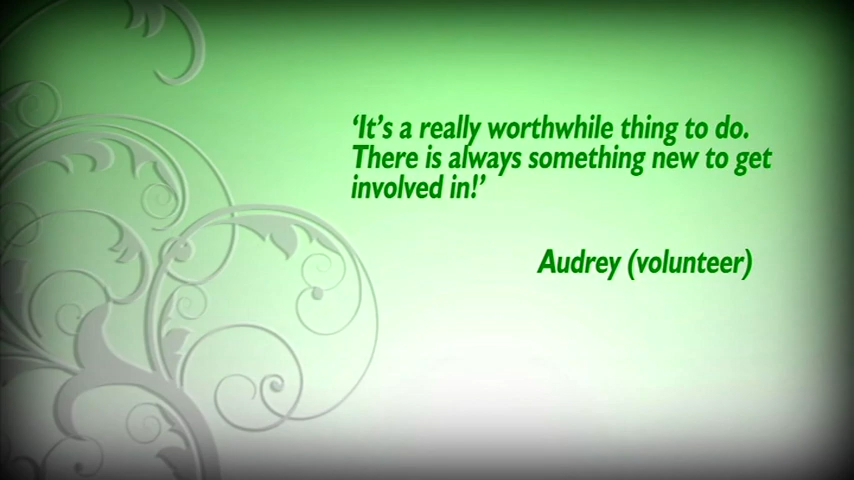 ‘It’s a really worthwhile thing to do.
There is always something new to get
involved in!’
Audrey (volunteer)